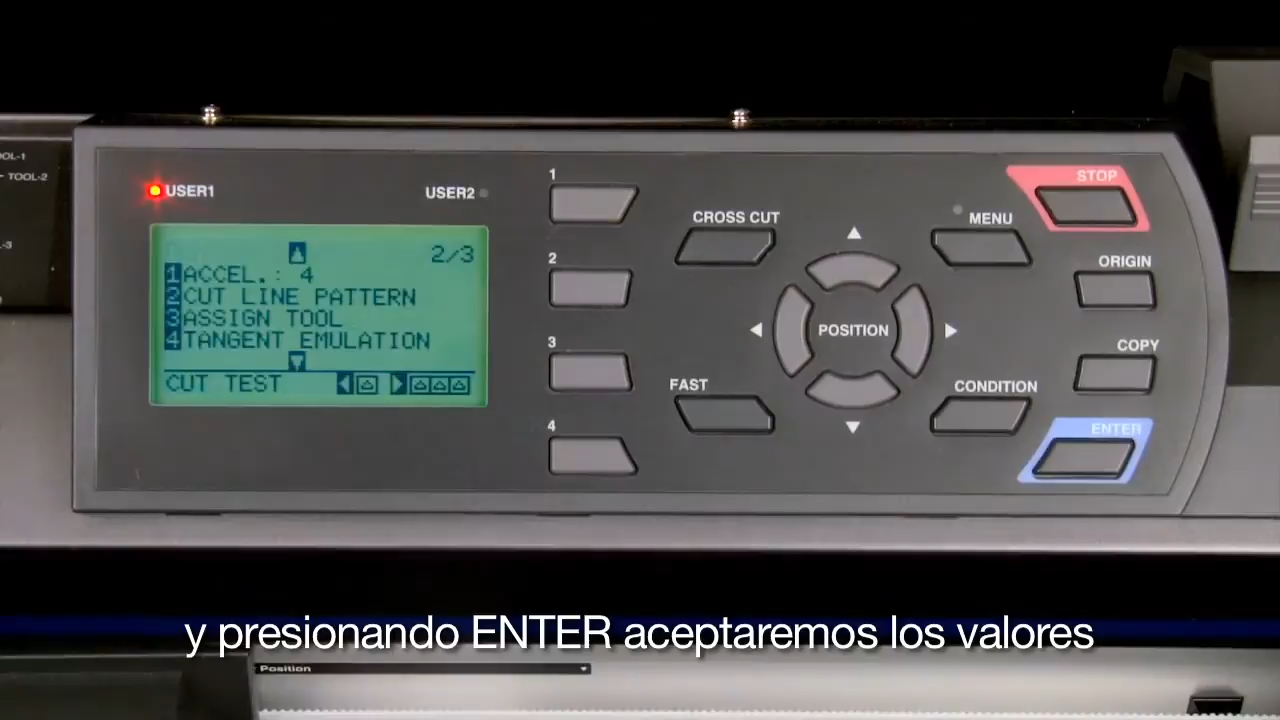 OOL-1
TOOL-2
-3
USER1
USER2
2/3
1 ACCEL.: 4
2 CUT LINE PATTERN
3 ASSIGN TOOL
4 TANGENT EMULATION
CUT TEST
1
2
3
4
CROSS CUT
MENU
STOP
ORIGIN
POSITION
COPY
FAST
CONDITION
ENTER
y presionando ENTER aceptaremos los valores
Position